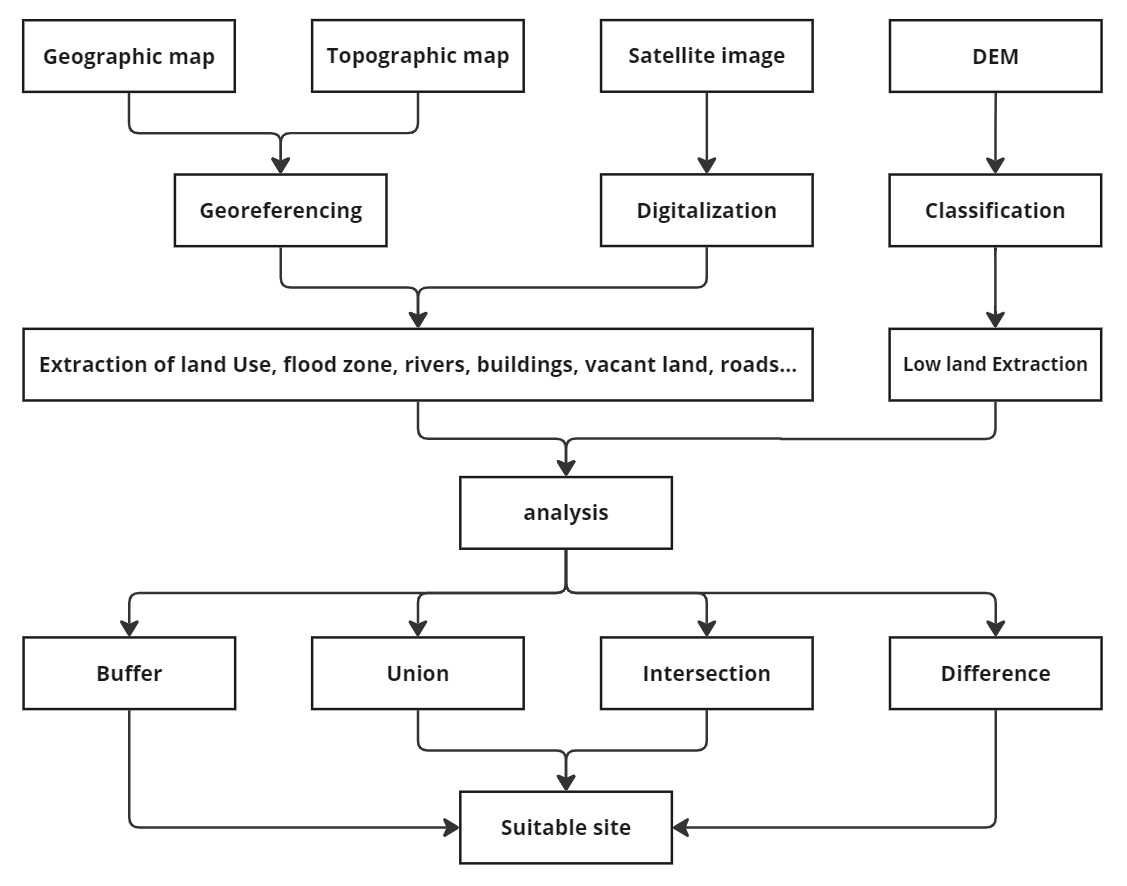 Geographic map
Topographic map
Satellite image
DEM
Georeferencing
Digitalization
Classification
Extraction of land Use, flood zone, rivers, buildings, vacant land, roads...
Low land Extraction
analysis
Buffer
Union
Intersection
Difference
Suitable site